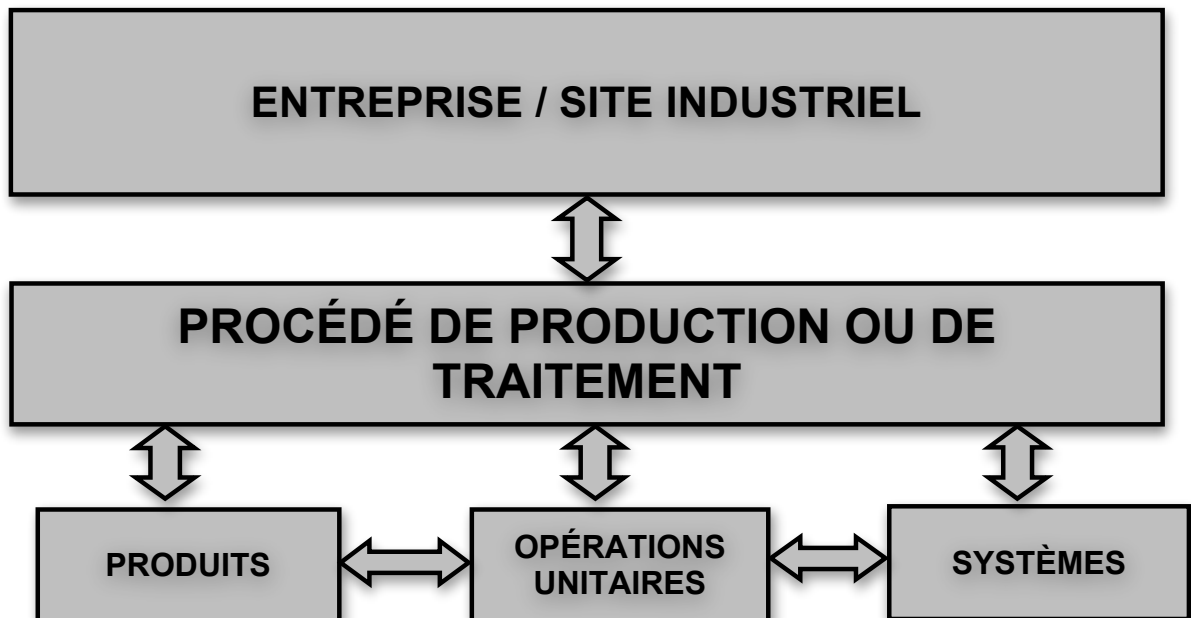 ENTREPRISE / SITE INDUSTRIEL
PROCÉDÉ DE PRODUCTION OU DE
TRAITEMENT
PRODUITS
OPÉRATIONS
UNITAIRES
SYSTÈMES